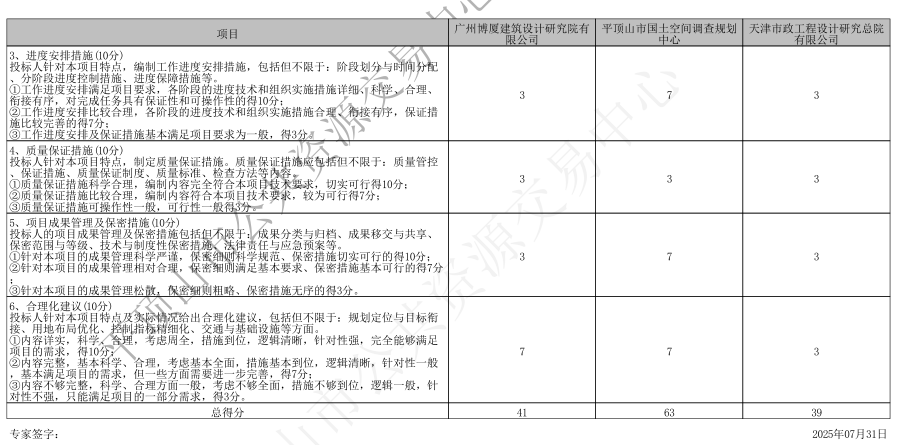 项目
广州博厦建筑设计研究院有
限公司
平顶山市国土空间调查规划
中心
天津市政工程设计研究总院
有限公司
3、进度安排措施(10分)
投标人针对本项目特点，编制工作进度安排措施，包括但不限于：阶段划分与时间分配
、分阶段进度控制措施、进度保障措施等。
①工作进度安排满足项目要求，各阶段的进度技术和组织实施措施详细、科学、合理、
衔接有序，对完成任务具有保证性和可操作性的得10分；
②工作进度安排比较合理，各阶段的进度技术和组织实施措施合理、衔接有序，保证措
施比较完善的得7分；
③工作进度安排及保证措施基本满足项目要求为一般，得3分。
3
7
3
4、质量保证措施(10分)
投标人针对本项目特点，制定质量保证措施。质量保证措施应包括但不限于：质量管控
、保证措施、质量保证制度、质量标准、检查方法等内容。
①质量保证措施科学合理，编制内容完全符合本项目技术要求，切实可行得10分；
②质量保证措施比较合理，编制内容符合本项目技术要求，较为可行得7分；
③质量保证措施可操作性一般，可行性一般得3分。
3
3
3
5、项目成果管理及保密措施(10分)
投标人的项目成果管理及保密措施包括但不限于：成果分类与归档、成果移交与共享、
保密范围与等级、技术与制度性保密措施、法律责任与应急预案等。
①针对本项目的成果管理科学严谨，保密细则科学规范、保密措施切实可行的得10分；
②针对本项目的成果管理相对合理，保密细则满足基本要求、保密措施基本可行的得7分
；
③针对本项目的成果管理松散，保密细则粗略、保密措施无序的得3分。
3
7
3
6、合理化建议(10分)
投标人针对本项目特点及实际情况给出合理化建议，包括但不限于：规划定位与目标衔
接、用地布局优化、控制指标精细化、交通与基础设施等方面。
①内容详实，科学、合理，考虑周全，措施到位，逻辑清晰，针对性强，完全能够满足
项目的需求，得10分；
②内容完整，基本科学、合理，考虑基本全面，措施基本到位，逻辑清晰，针对性一般
，基本满足项目需求，但一些方面需要进一步完善，得7分；
③内容不够完整，科学、合理方面一般，考虑不够全面，措施不够到位，逻辑一般，针
对性不强，只能满足项目的一部分需求，得3分。
7
7
3
总得分
41
63
39
专家签字：
2025年07月31日